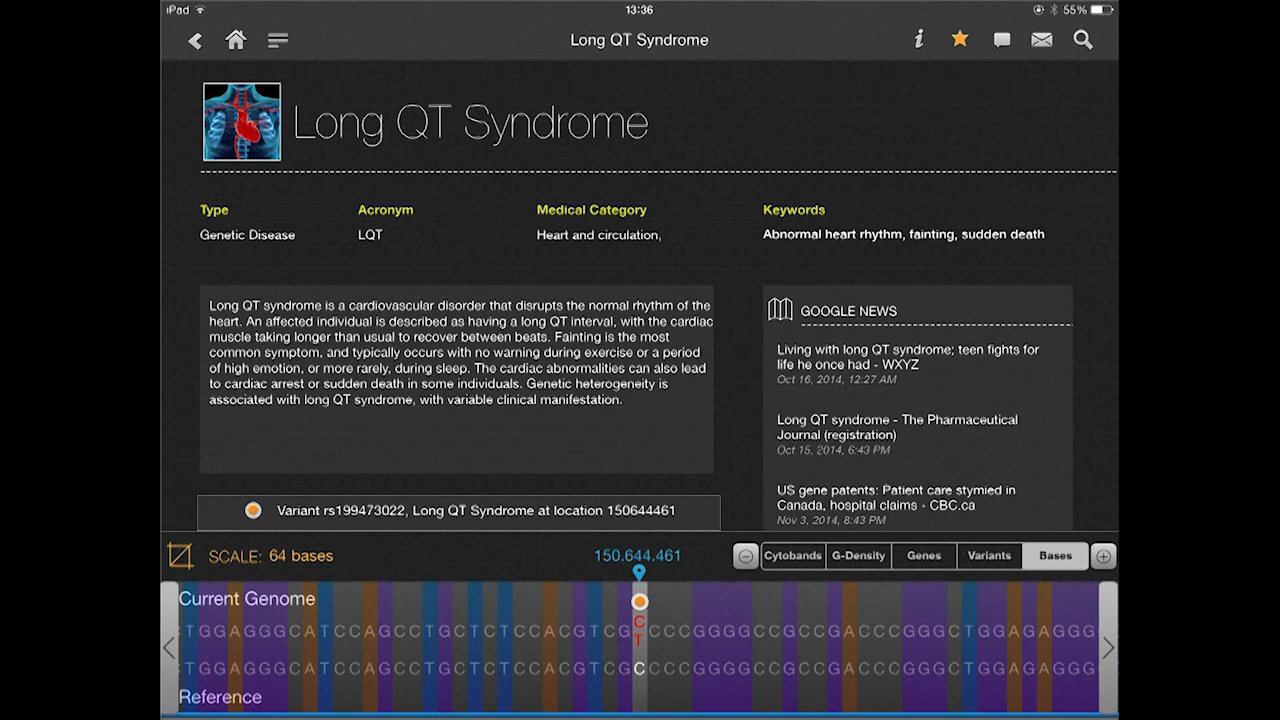 iPad 13:36 55%
Long QT Syndrome
Long QT Syndrome
Type Acronym Medical Category Keywords
Genetic Disease LQT Heart and circulation, Abnormal heart rhythm, fainting, sudden death
Long QT syndrome is a cardiovascular disorder that disrupts the normal rhythm of the
heart. An affected individual is described as having a long QT interval, with the cardiac
muscle taking longer than usual to recover between beats. Fainting is the most
common symptom, and typically occurs with no warning during exercise or a period
of high emotion, or more rarely, during sleep. The cardiac abnormalities can also lead
to cardiac arrest or sudden death in some individuals. Genetic heterogeneity is
associated with long QT syndrome, with variable clinical manifestation.
GOOGLE NEWS
Living with long QT syndrome; teen fights for
life he once had - WXYZ
Oct 16, 2014, 12:27 AM
Long QT syndrome - The Pharmaceutical
Journal (registration)
Oct 15, 2014, 6:43 PM
US gene patents: Patient care stymied in
Canada, hospital claims - CBC.ca
Nov 3, 2014, 8:43 PM
Variant rs199473022, Long QT Syndrome at location 150644461
SCALE: 64 bases 150.644.461 Cytobands G-Density Genes Variants Bases
Current Genome
C
T
TGGAGGGCATCCAGCCTGCTCTCCACGTCG CCCCGGGGCCGCCGACCCGGGCTGGAGAGGG
TGGAGGGCATCCAGCCTGCTCTCCACGTCGCCCCCGGGGCCGCCGACCCGGGCTGGAGAGGG
Reference